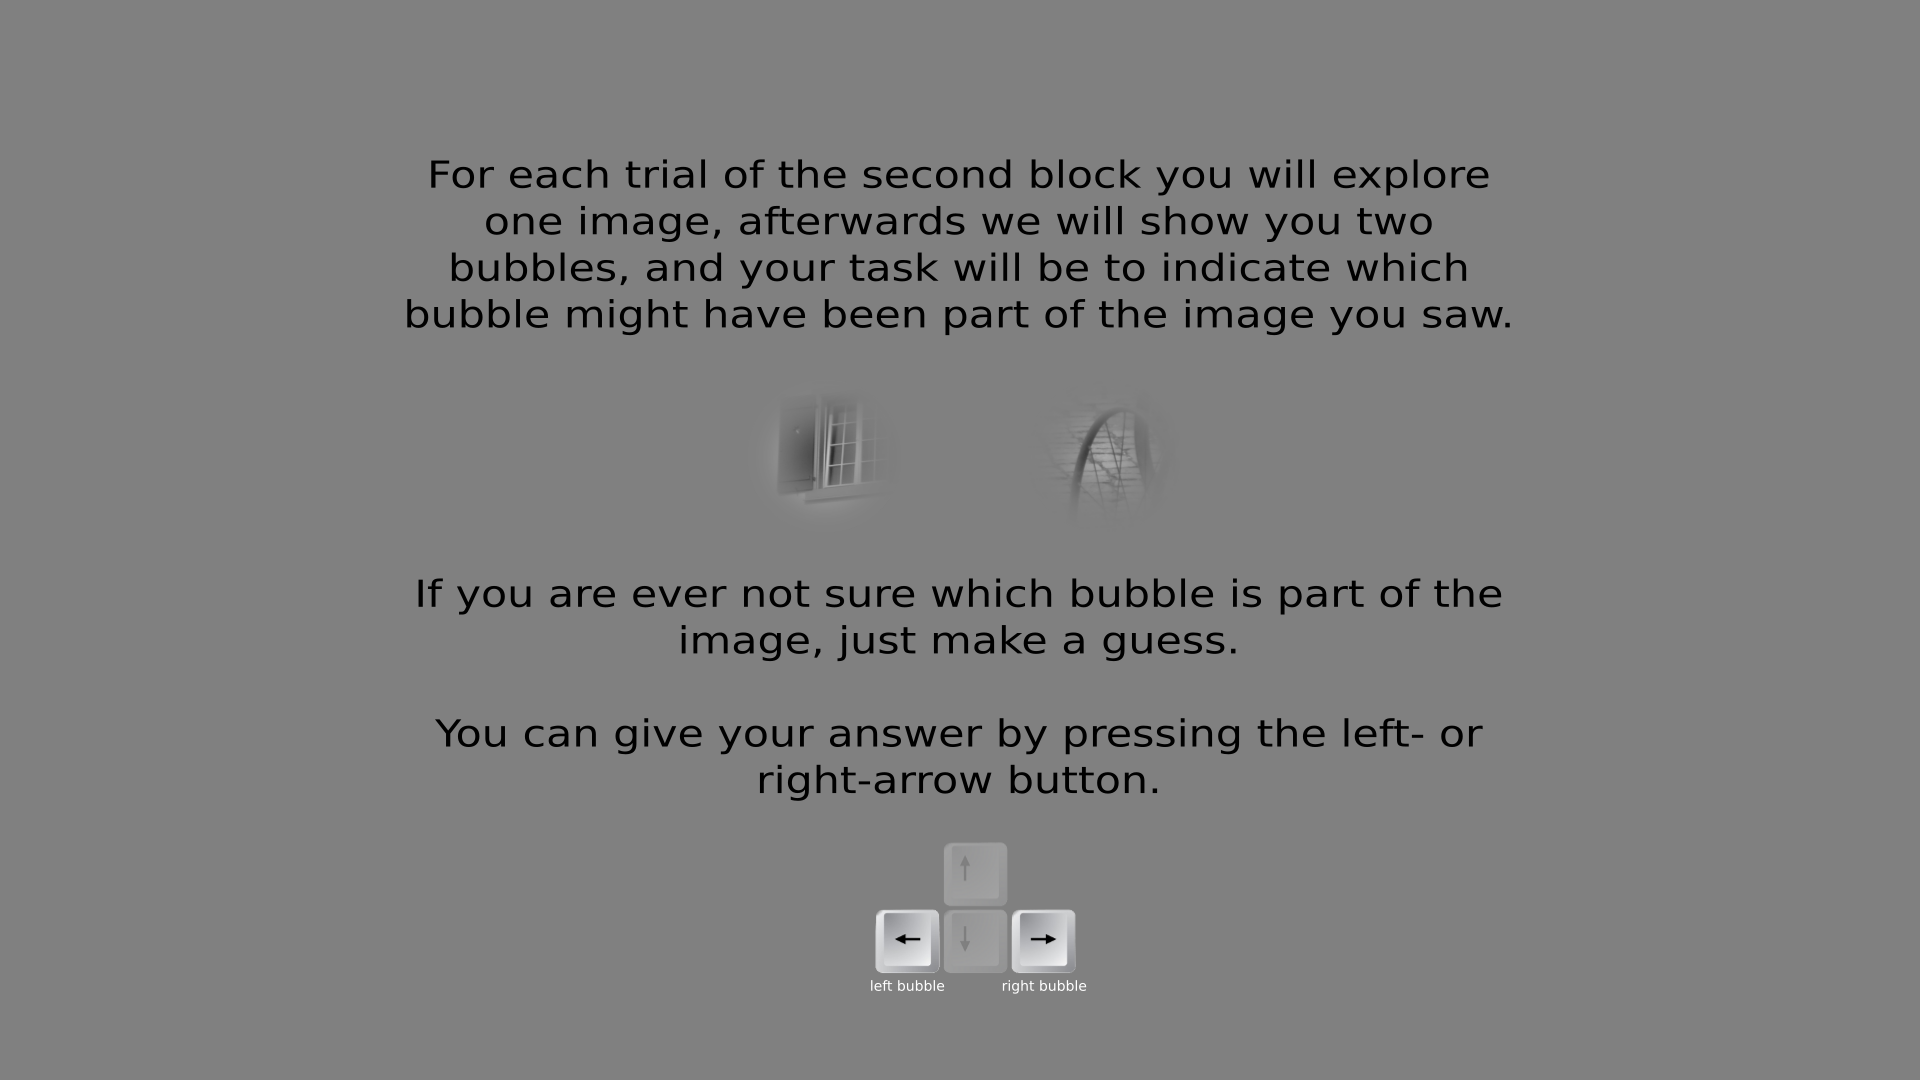 For each trial of the second block you will explore
one image, afterwards we will show you two
bubbles, and your task will be to indicate which
bubble might have been part of the image you saw.
If you are ever not sure which bubble is part of the
image, just make a guess.
You can give your answer by pressing the left- or
right-arrow button.
left bubble right bubble